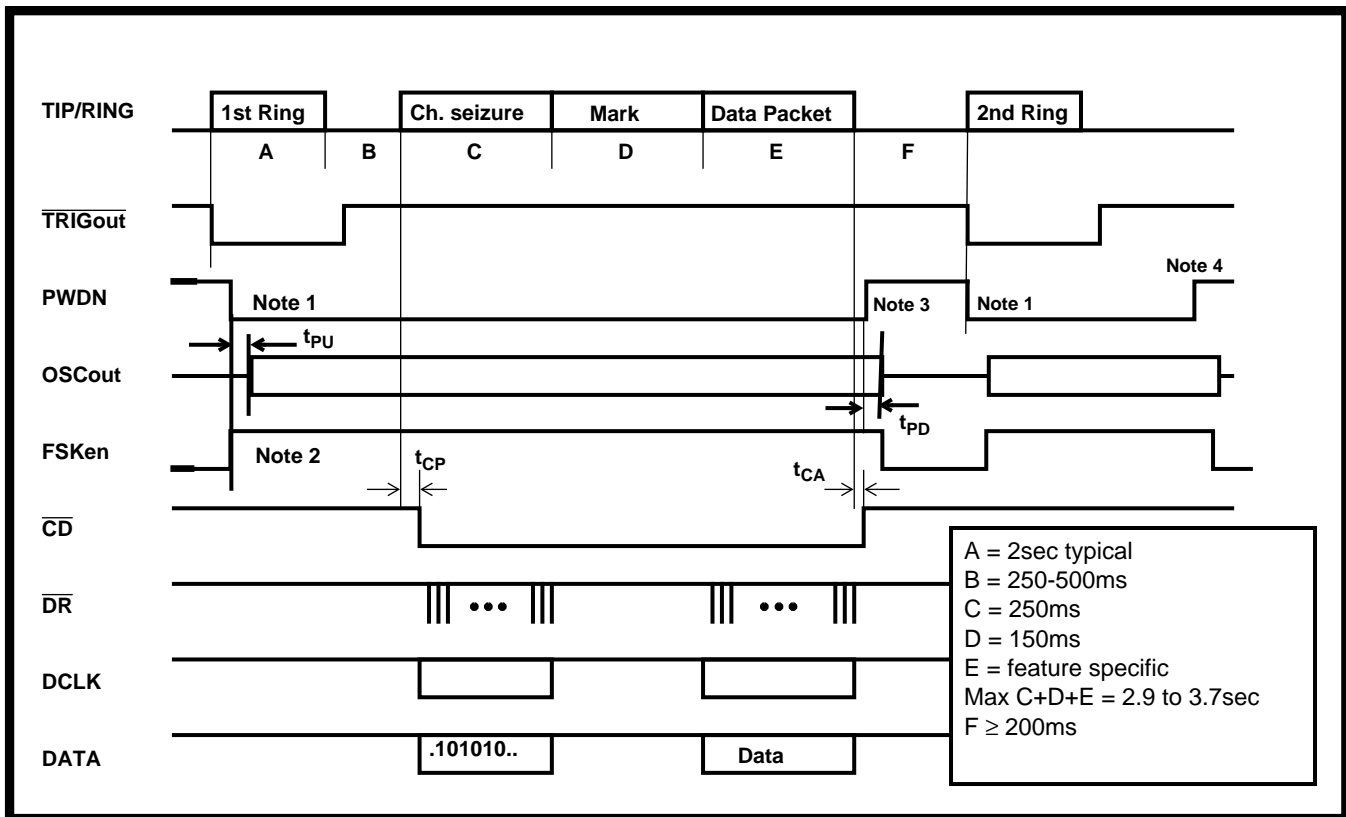 TIP/RING 1st Ring Ch. seizure Mark Data Packet 2nd Ring
A B C D E F
TRIGout
Note 4
PWDN Note 1 Note 3 Note 1
tPU
OSCout
tPD
FSKen Note 2 tCP tCA
CD
A = 2sec typical
B = 250-500ms
C = 250ms
D = 150ms
E = feature specific
Max C+D+E = 2.9 to 3.7sec
F ≥ 200ms
DR •••  •••
DCLK
DATA .101010.. Data